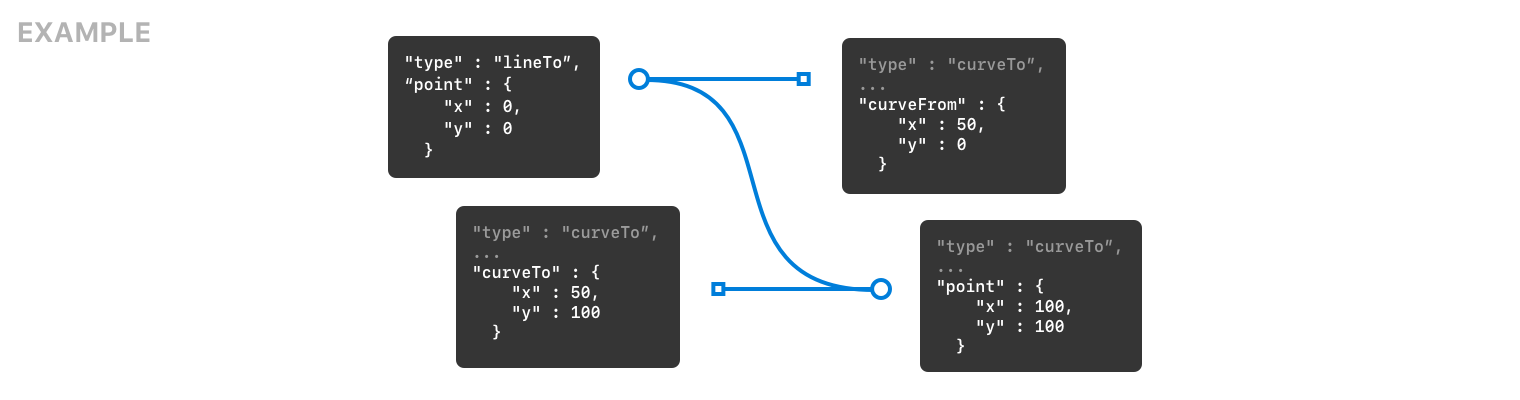 EXAMPLE
"type" : "lineTo”,
“point" : {
    "x" : 0,
    "y" : 0
  }
"type" : "curveTo”,
...
"curveFrom" : {
    "x" : 50,
    "y" : 0
  }
"type" : "curveTo”,
...
"curveTo" : {
    "x" : 50,
    "y" : 100
  }
"type" : "curveTo”,
...
"point" : {
    "x" : 100,
    "y" : 100
  }